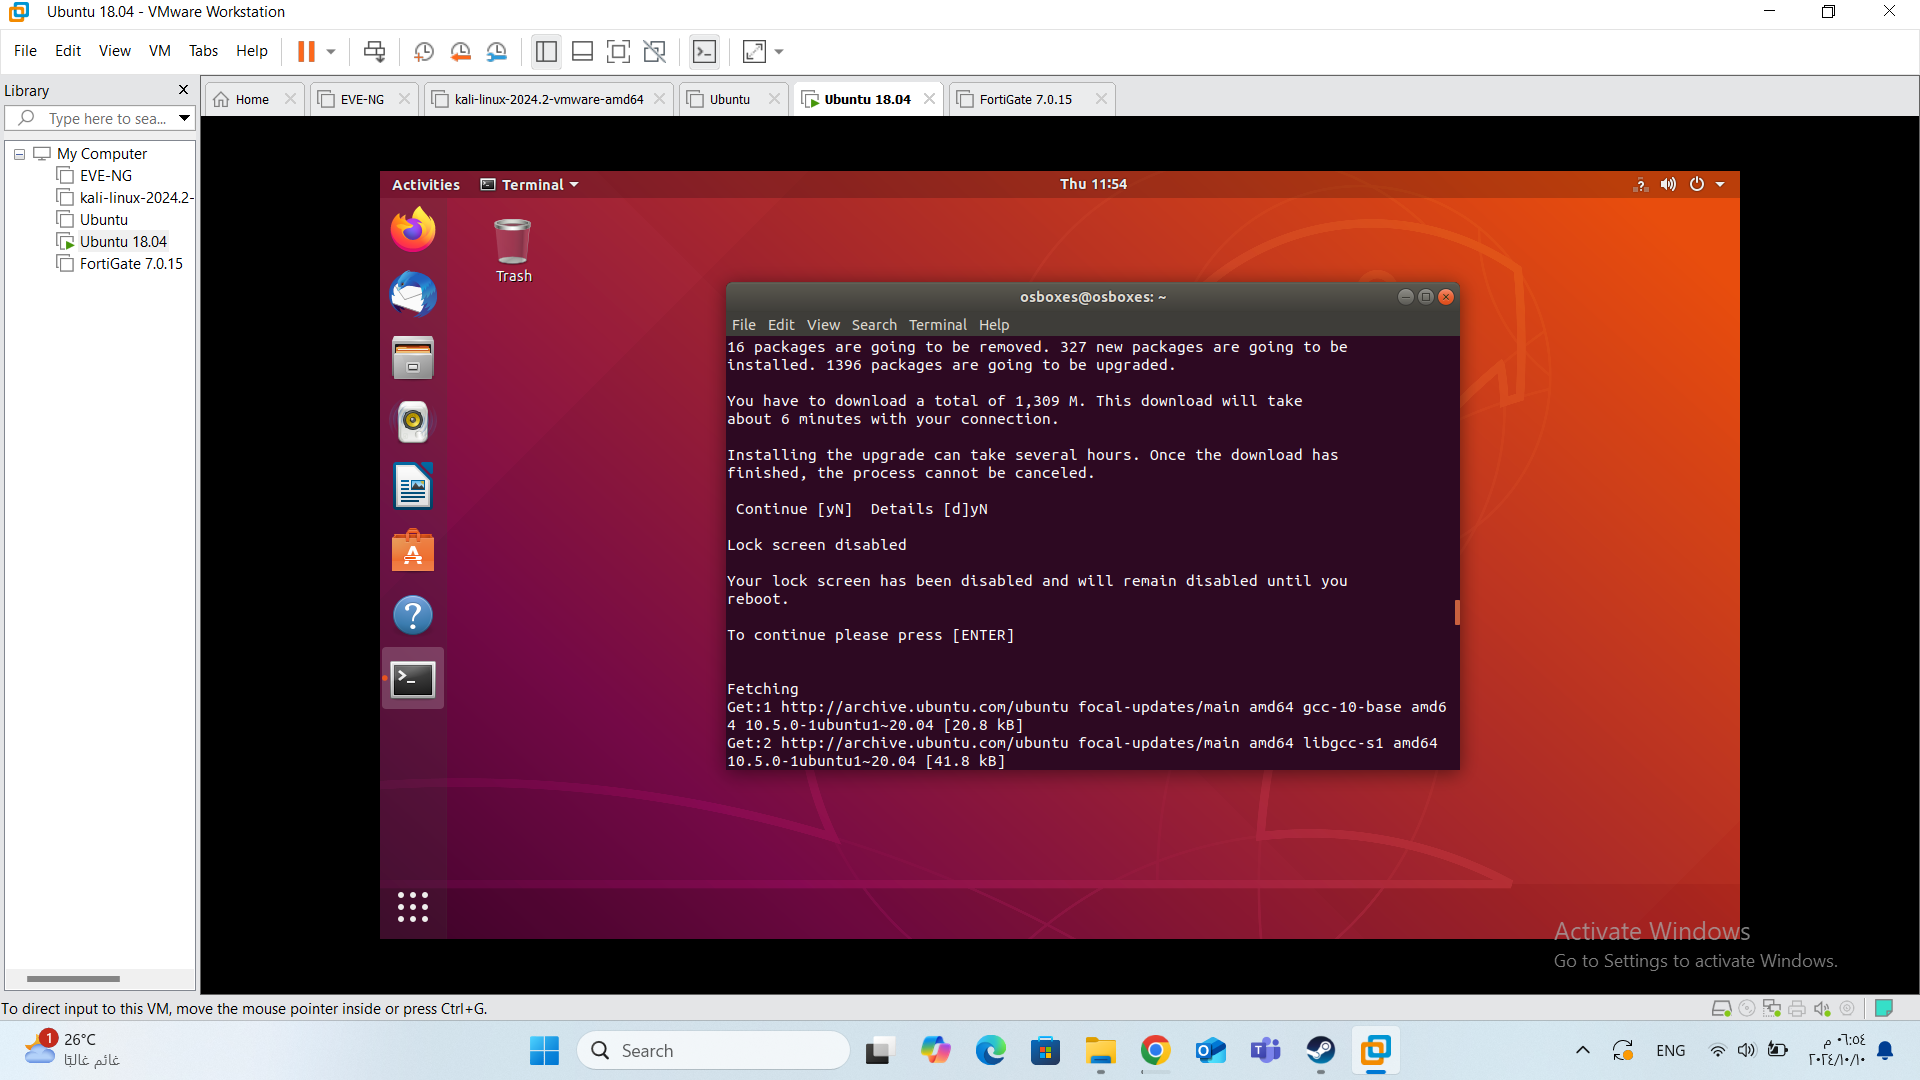 Ubuntu 18.04 - VMware Workstation
File Edit View VM Tabs Help
Library
Type here to sea...
My Computer
EVE-NG
kali-linux-2024.2-
Ubuntu
Ubuntu 18.04
FortiGate 7.0.15
Home
EVE-NG
kali-linux-2024.2-vmware-amd64
Ubuntu
Ubuntu 18.04
FortiGate 7.0.15
Activities
Terminal
Thu 11:54
Trash
osboxes@osboxes: ~
File Edit View Search Terminal Help
16 packages are going to be removed. 327 new packages are going to be
installed. 1396 packages are going to be upgraded.
You have to download a total of 1,309 M. This download will take
about 6 minutes with your connection.
Installing the upgrade can take several hours. Once the download has
finished, the process cannot be canceled.
Continue [yN]  Details [d]yN
Lock screen disabled
Your lock screen has been disabled and will remain disabled until you
reboot.
To continue please press [ENTER]
Fetching
Get:1 http://archive.ubuntu.com/ubuntu focal-updates/main amd64 gcc-10-base amd6
4 10.5.0-1ubuntu1~20.04 [20.8 kB]
Get:2 http://archive.ubuntu.com/ubuntu focal-updates/main amd64 libgcc-s1 amd64
10.5.0-1ubuntu1~20.04 [41.8 kB]
Activate Windows
Go to Settings to activate Windows.
To direct input to this VM, move the mouse pointer inside or press Ctrl+G.
1
26°C
غائم غالبًا
Search
ENG
٠٦:٥٤ م
٢٠٢٤/١٠/١٠